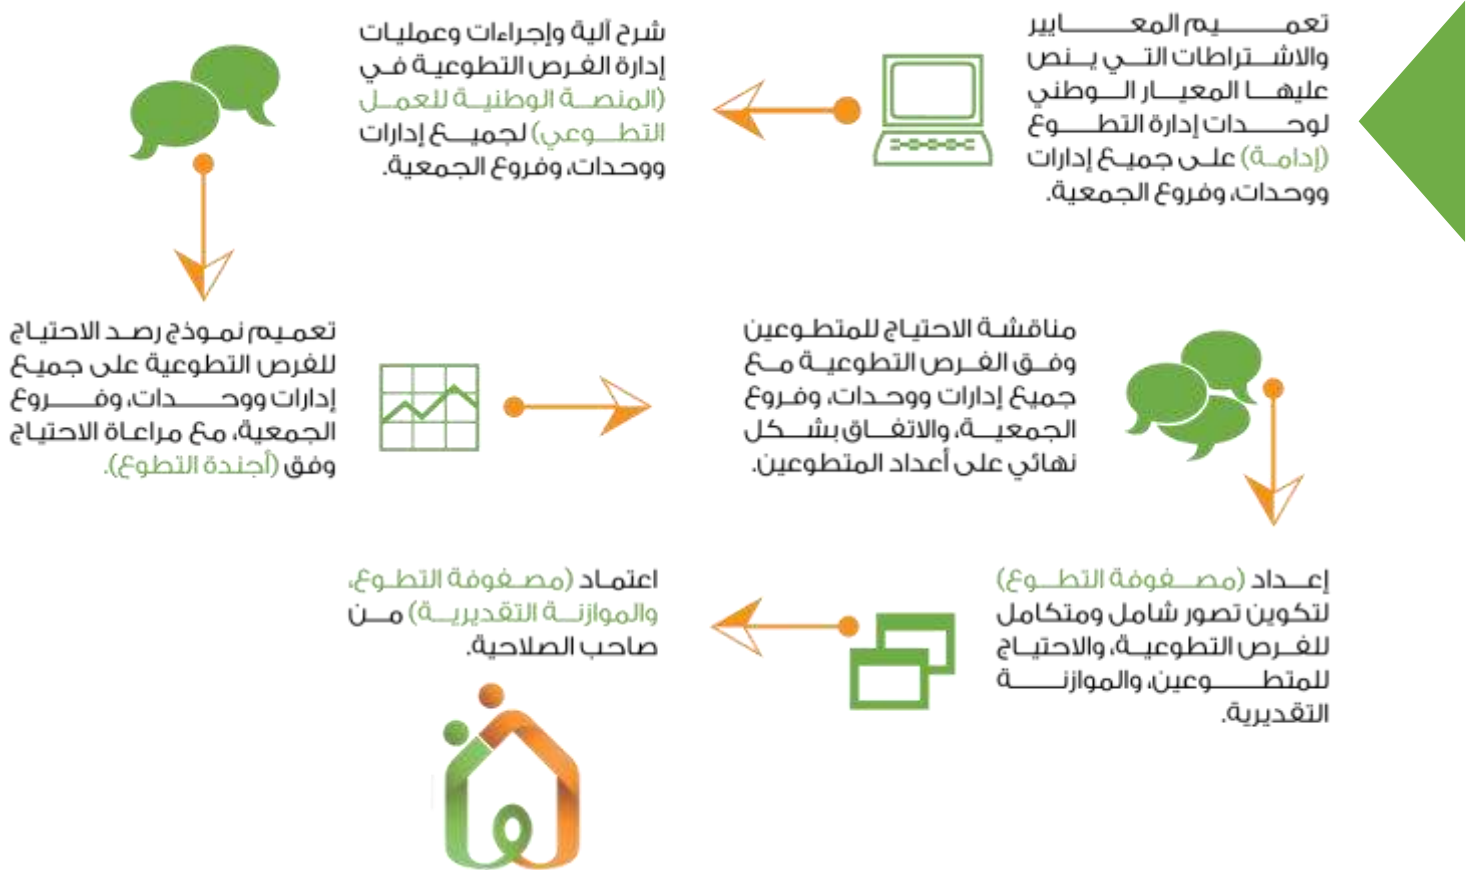 تعميم المعايير
والاشتراطات التي ينص
عليها المعيار الوطني
لوحدات إدارة التطوع
(إدامة) على جميع إدارات
ووحدات، وفروع الجمعية.
شرح آلية وإجراءات وعمليات
إدارة الفرص التطوعية في
(المنصة الوطنية للعمل
التطوعي) لجميع إدارات
ووحدات، وفروع الجمعية.
تعميم نموذج رصد الاحتياج
للفرص التطوعية على جميع
إدارات ووحدات، وفروع
الجمعية، مع مراعاة الاحتياج
وفق (أجندة التطوع).
مناقشة الاحتياج للمتطوعين
وفق الفرص التطوعية مع
جميع إدارات ووحدات، وفروع
الجمعية، والاتفاق بشكل
نهائي على أعداد المتطوعين.
إعداد (مصفوفة التطوع)
لتكوين تصور شامل ومتكامل
للفرص التطوعية، والاحتياج
للمتطوعين، والموازنة
التقديرية.
اعتماد (مصفوفة التطوع،
والموازنة التقديرية) من
صاحب الصلاحية.